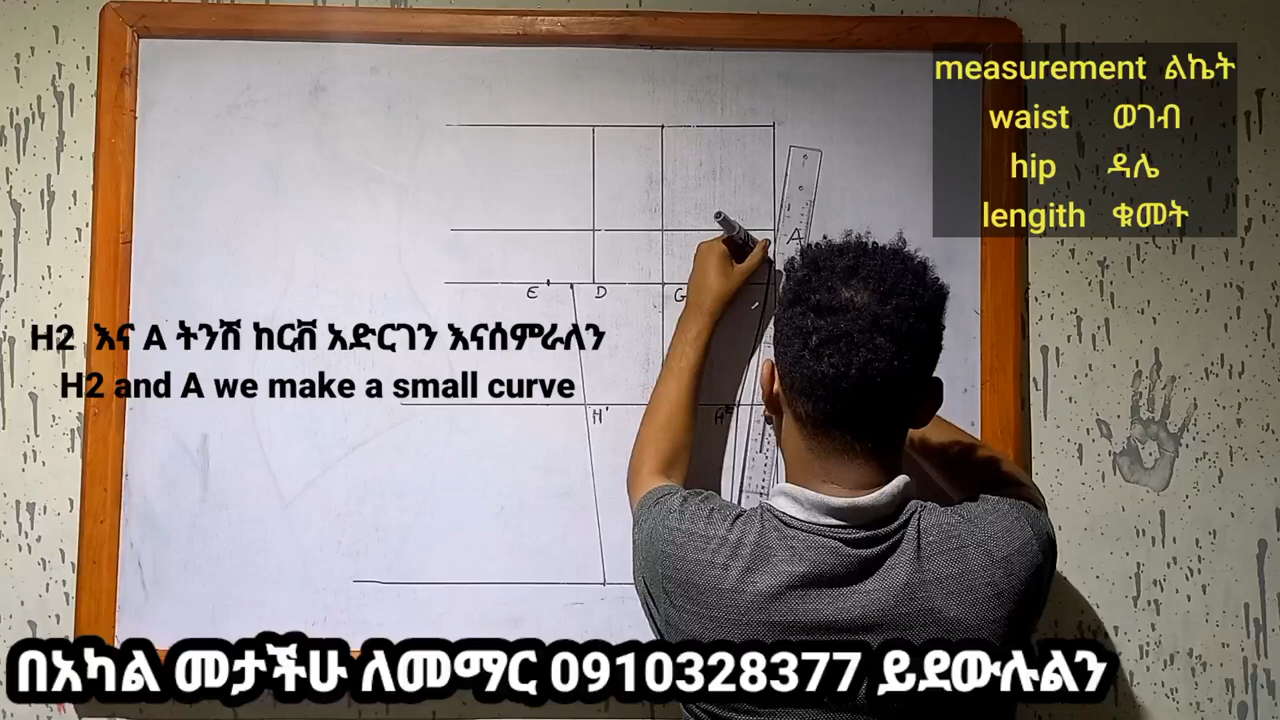 measurement ልኬት
waist ወገብ
hip ዳሌ
lengith ቁመት
A
E D G
H2 እና A ትንሽ ከርቭ አድርገን እናሰምራለን
H2 and A we make a small curve
H'
በአካል መታችሁ ለመማር 0910328377 ይደውሉልን